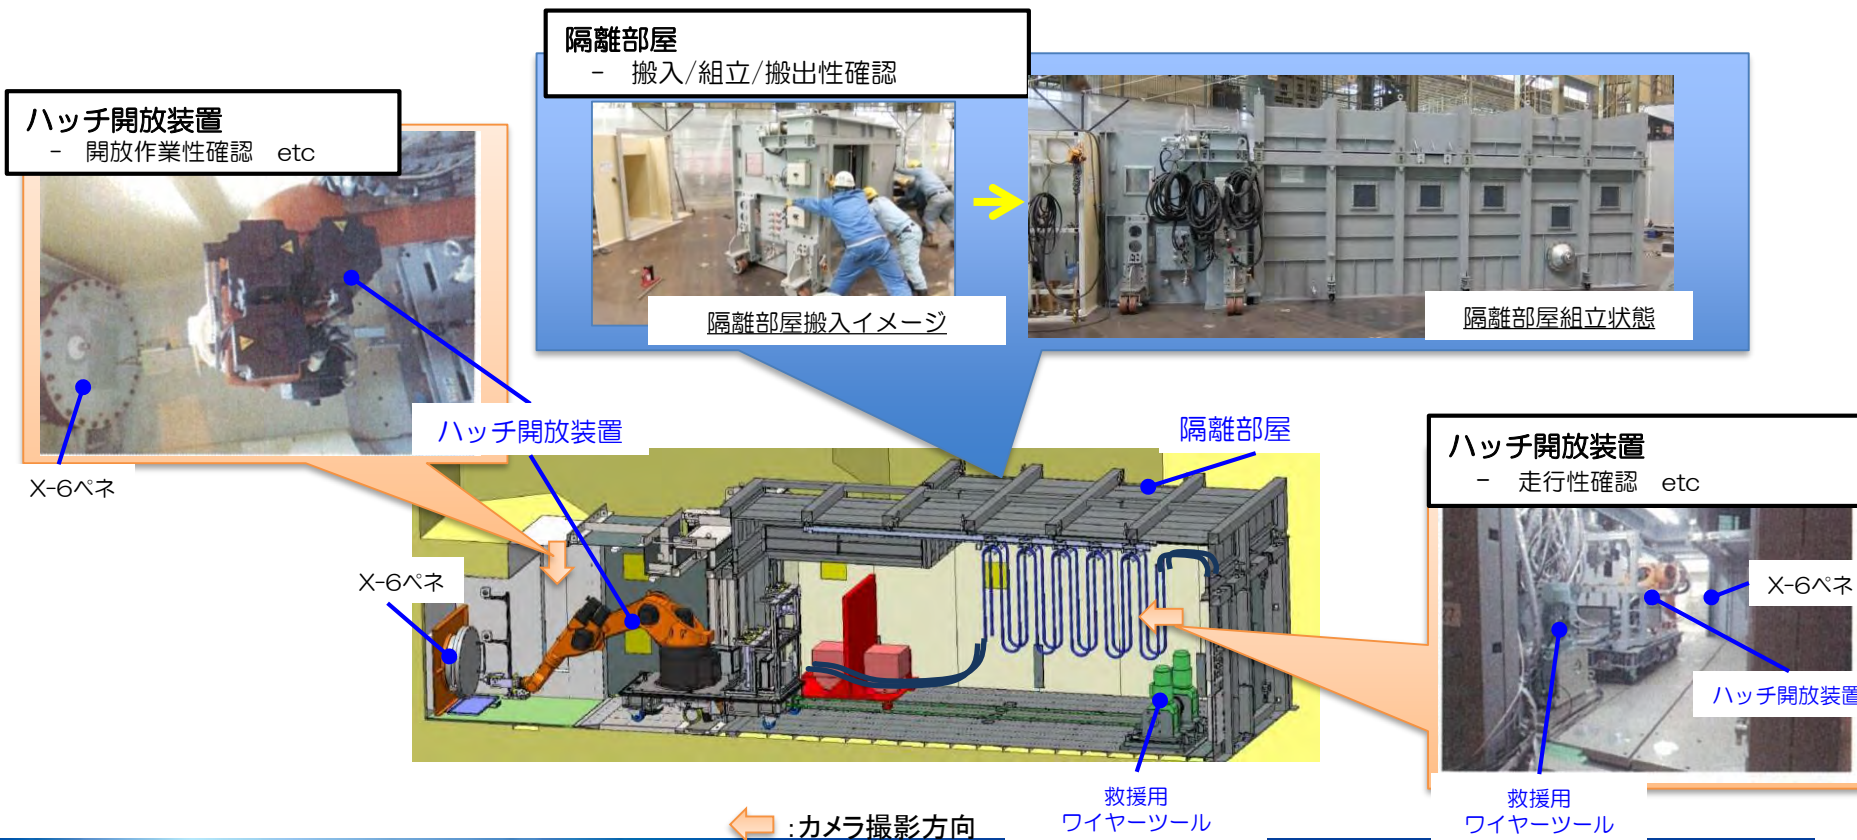 隔離部屋
- 搬入/組立/搬出性確認
ハッチ開放装置
- 開放作業性確認 etc
隔離部屋搬入イメージ
隔離部屋組立状態
ハッチ開放装置
隔離部屋
ハッチ開放装置
- 走行性確認 etc
X-6ペネ
X-6ペネ
X-6ペネ
ハッチ開放装置
救援用
ワイヤーツール
救援用
ワイヤーツール
:カメラ撮影方向